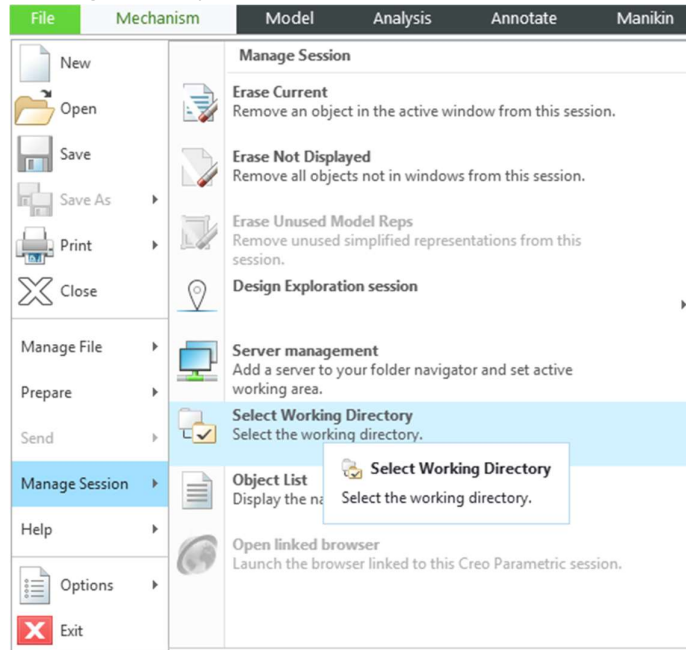 File Mechanism Model Analysis Annotate Manikin
New
Open
Save
Save As
Print
Close
Manage File
Prepare
Send
Manage Session
Help
Options
Exit
Manage Session
Erase Current
Remove an object in the active window from this session.
Erase Not Displayed
Remove all objects not in windows from this session.
Erase Unused Model Reps
Remove unused simplified representations from this
session.
Design Exploration session
Server management
Add a server to your folder navigator and set active
working area.
Select Working Directory
Select the working directory.
Select Working Directory
Select the working directory.
Object List
Display the
Open linked browser
Launch the browser linked to this Creo Parametric session.